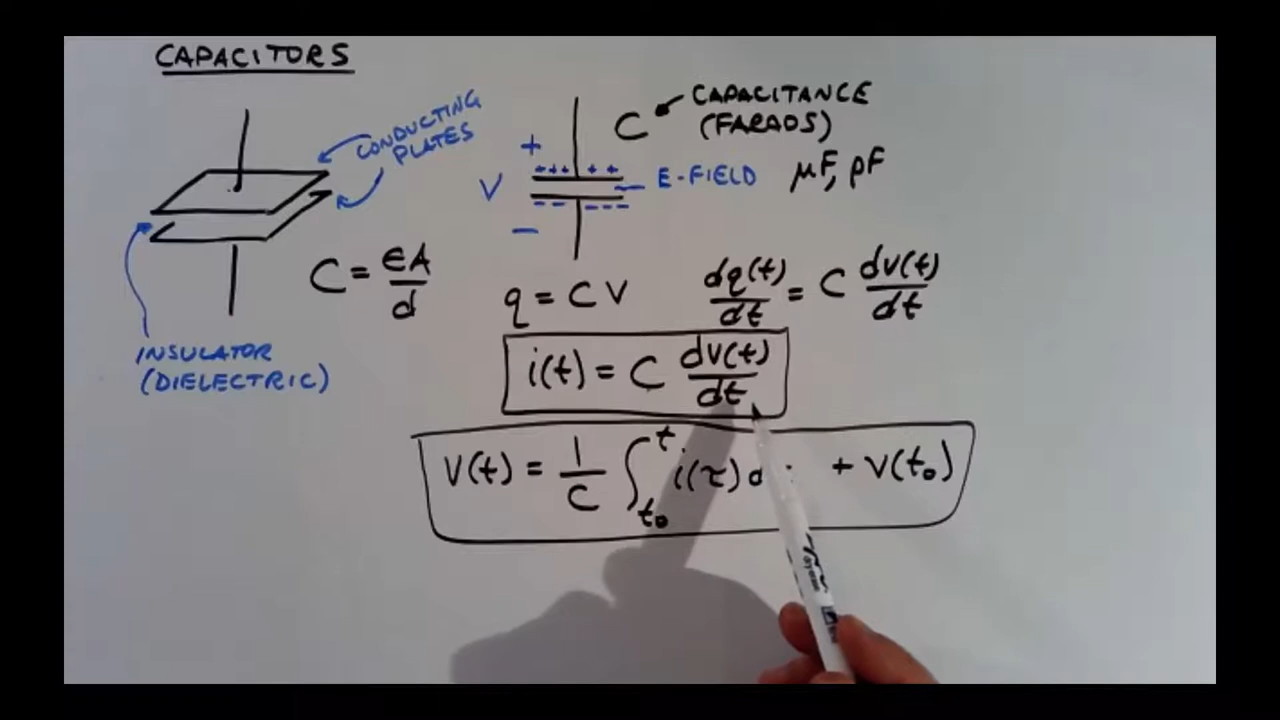 CAPACITORS
CONDUCTING
PLATES
INSULATOR
(DIELECTRIC)
C = ϵA/d
+
V
−
+++ ++
-- ---
E-FIELD
C
CAPACITANCE
(FARADS)
μF, pF
q = CV
dq(t)/dt = C dv(t)/dt
i(t) = C dv(t)/dt
v(t) = 1/C ∫ₜ₀ᵗ i(τ)d + v(t₀)